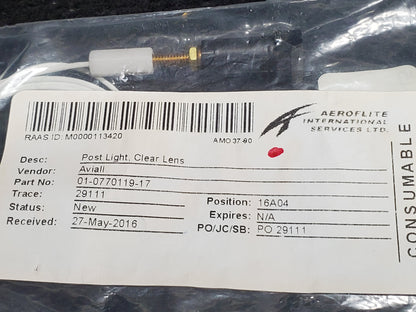 RAAS ID: M0000113420
AMO 37-90
AEROFLITE
INTERNATIONAL
SERVICES LTD.
Desc: Post Light, Clear Lens
Vendor: Aviall
Part No: 01-0770119-17
Trace: 29111
Status: New
Received: 27-May-2016
Position: 16A04
Expires: N/A
PO/JC/SB: PO 29111
CONSUMABLE